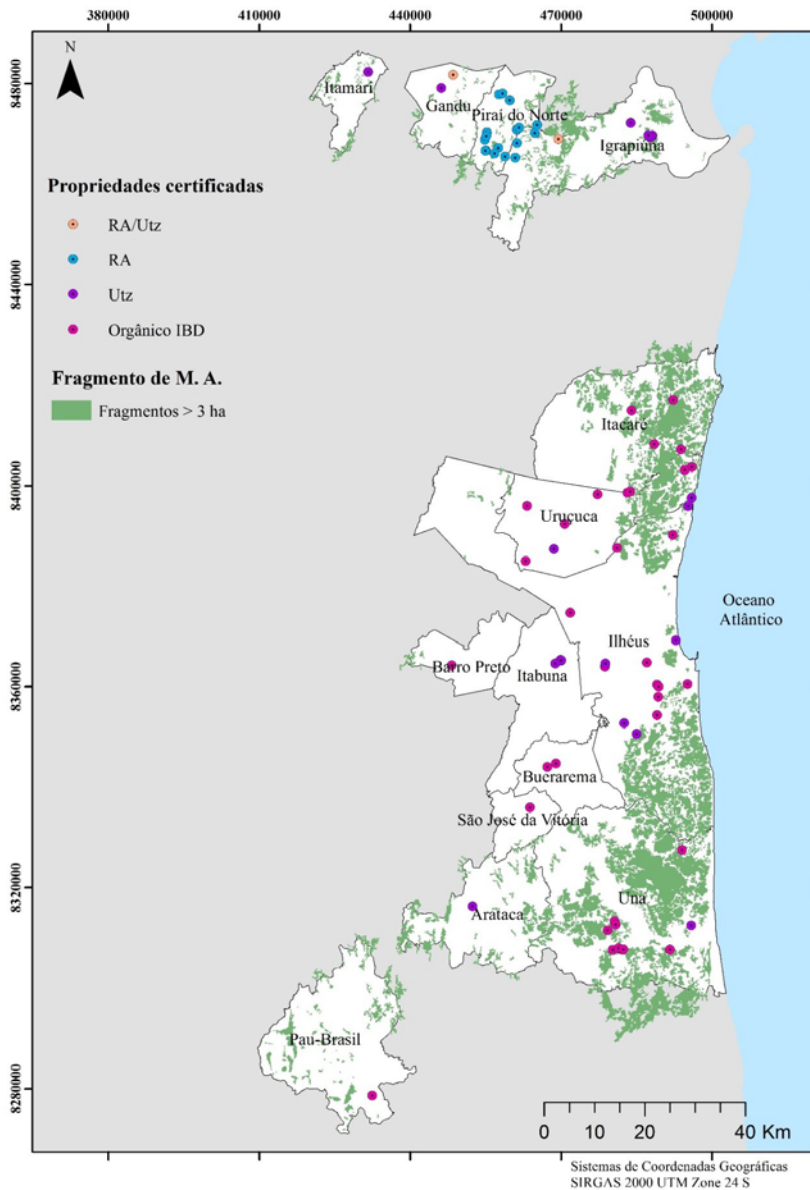 380000 410000 440000 470000 500000
N
8480000
Itamari
Gandu
Piraí do Norte
Igrapiúna
Propriedades certificadas
RA/Utz
RA
Utz
Orgânico IBD
8440000
Fragmento de M. A.
Fragmentos > 3 ha
Itacaré
8400000
Uruçuca
Oceano
Atlântico
Ilhéus
Barro Preto
Itabuna
8360000
Buerarema
São José da Vitória
8320000
Una
Arataca
Pau-Brasil
8280000
0 5 10 20 30 40 Km
Sistemas de Coordenadas Geográficas
SIRGAS 2000 UTM Zone 24 S